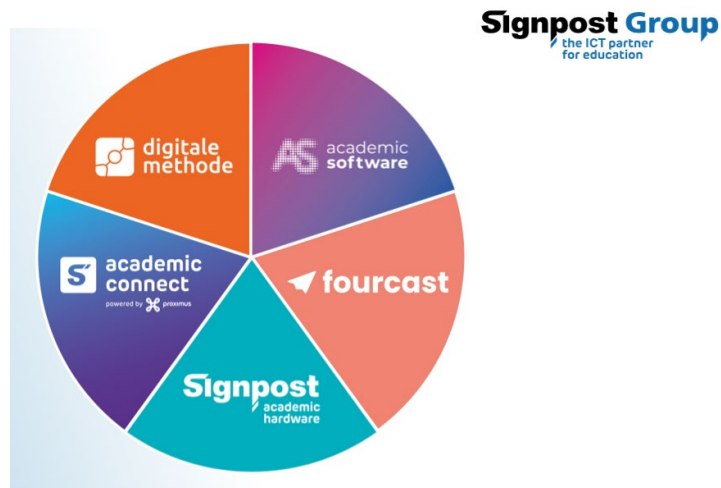 Signpost Group
the ICT partner
for education
digitale
methode
AS academic
software
S academic
connect
powered by proximus
fourcast
Signpost
academic
hardware